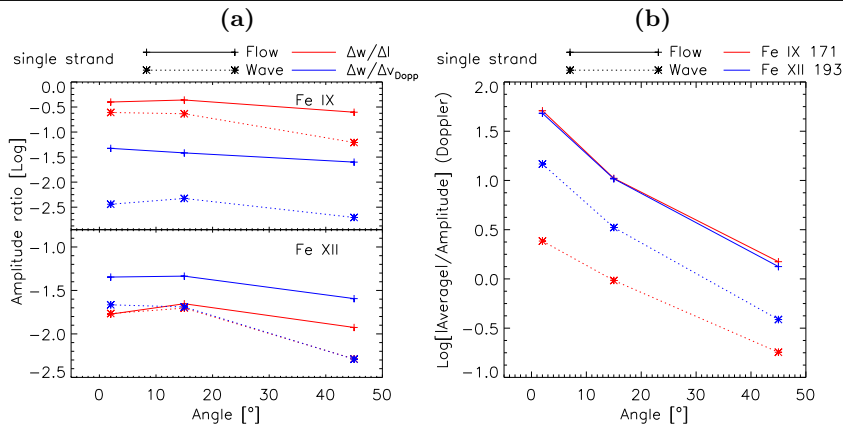 (a)
(b)
single strand
Flow
Δw/Δl
Wave
Δw/Δv_Dopp
single strand
Flow
Fe IX 171
Wave
Fe XII 193
Amplitude ratio [Log]
0.0
-0.5
-1.0
-1.5
-2.0
-2.5
Fe IX
-1.0
-1.5
-2.0
-2.5
Fe XII
0 10 20 30 40 50
Angle [°]
Log[|Average|/Amplitude] (Doppler)
2.0
1.5
1.0
0.5
0.0
-0.5
-1.0
0 10 20 30 40 50
Angle [°]